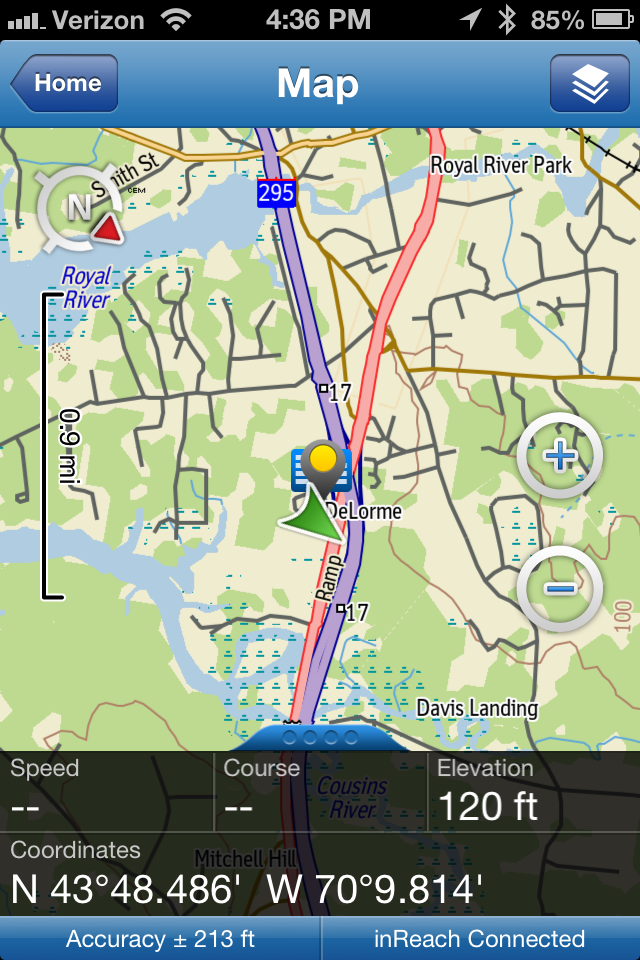 Verizon 4:36 PM 85%
Home Map
Royal River Park
Smith St
CEM
N
295
Royal
River
17
0.9 mi
DeLorme
Ramp
17
100
Davis Landing
Speed Course Elevation
-- -- 120 ft
Cousins
River
Coordinates
Mitchell Hill
N 43°48.486' W 70°9.814'
Accuracy ± 213 ft inReach Connected